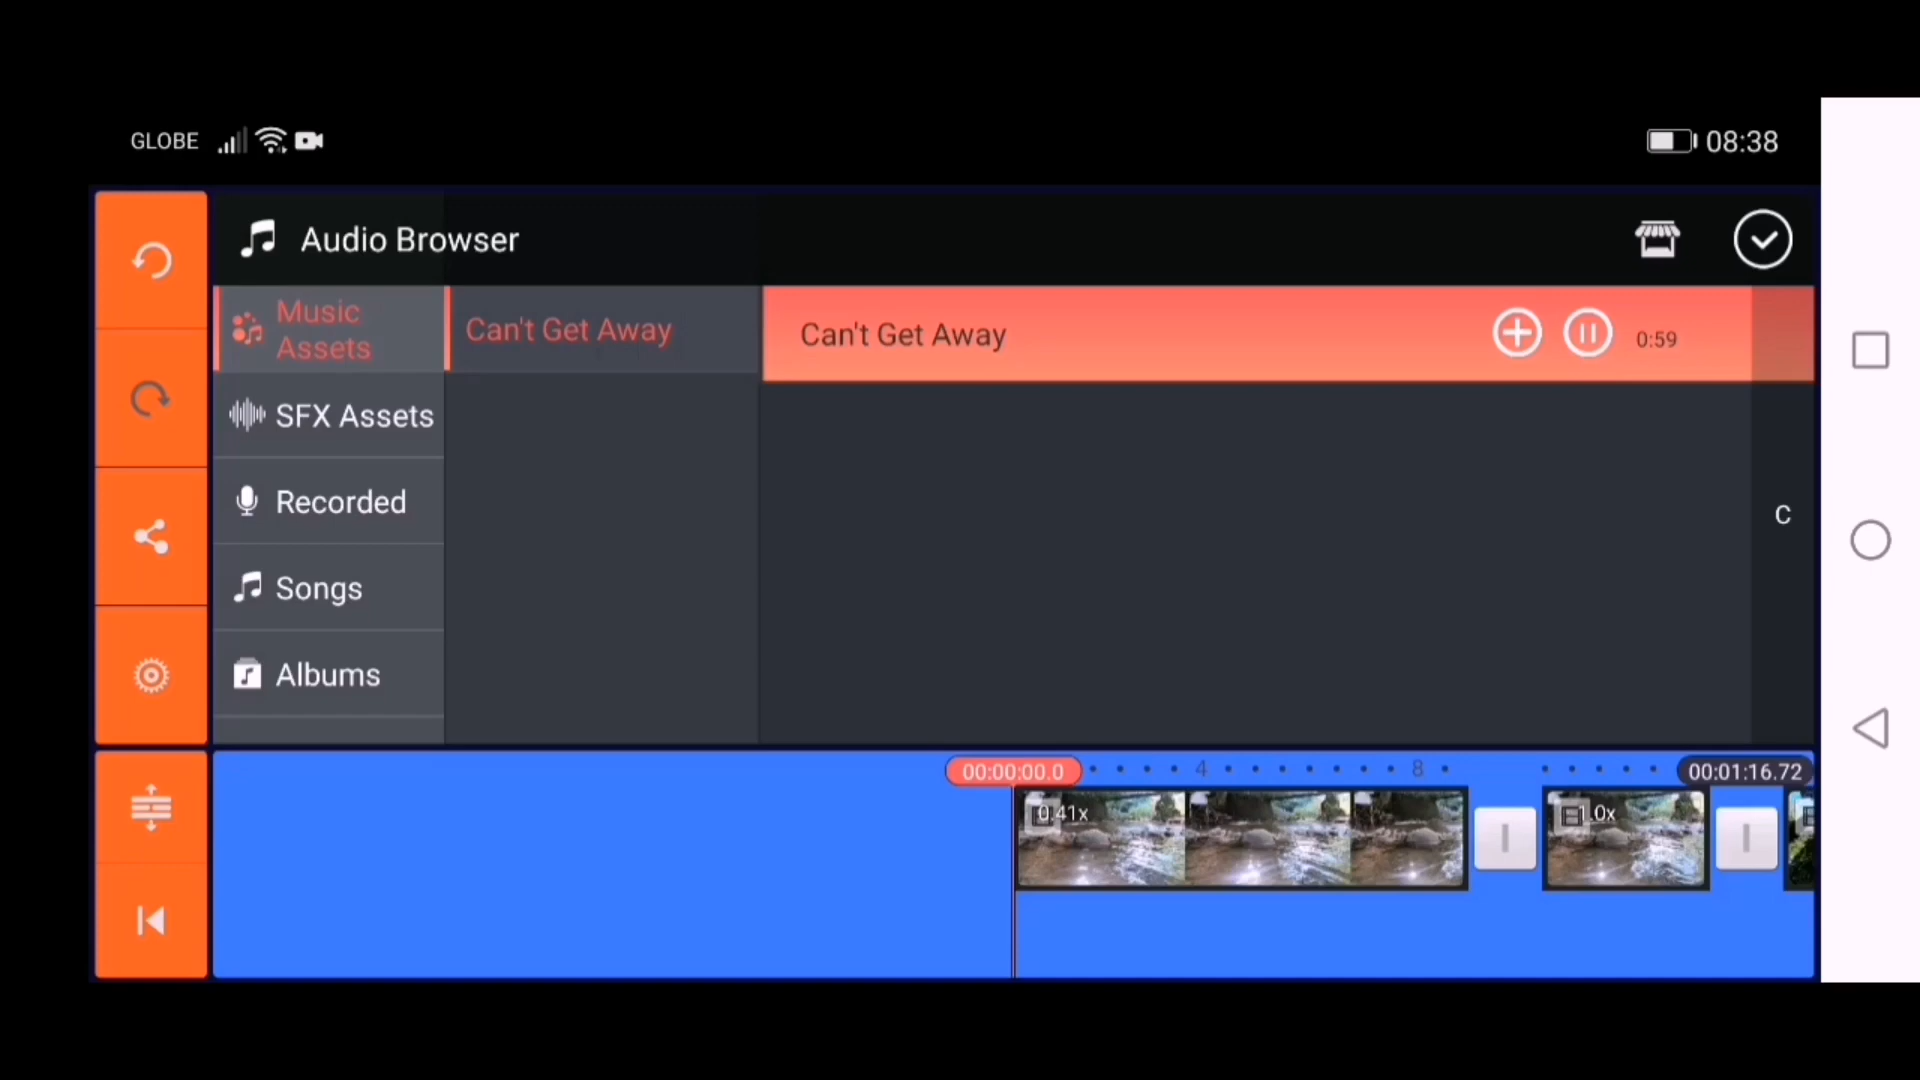 GLOBE
08:38
Audio Browser
Music
Assets
Can't Get Away
Can't Get Away
0:59
SFX Assets
Recorded
C
Songs
Albums
00:00:00.0
4
8
00:01:16.72
0.41x
1.0x